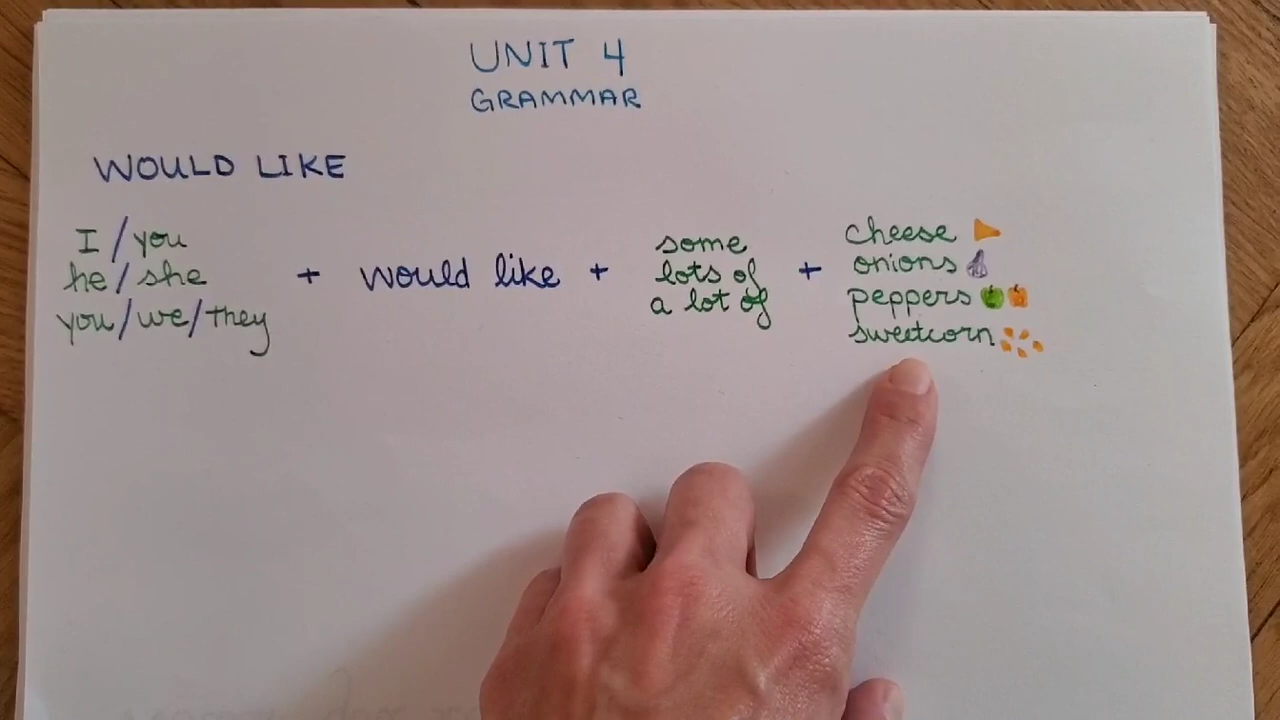 UNIT 4
GRAMMAR
WOULD LIKE
I / you
he / she
you / we / they
+ would like +
some
lots of
a lot of
+
cheese
onions
peppers
sweetcorn